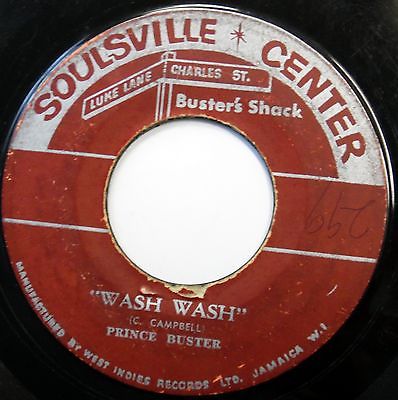 SOULSVILLE ★ CENTER
LUKE LANE
CHARLES ST.
Buster's Shack
299
"WASH WASH"
(C. CAMPBELL)
PRINCE BUSTER
MANUFACTURED BY WEST INDIES RECORDS LTD. JAMAICA W.I